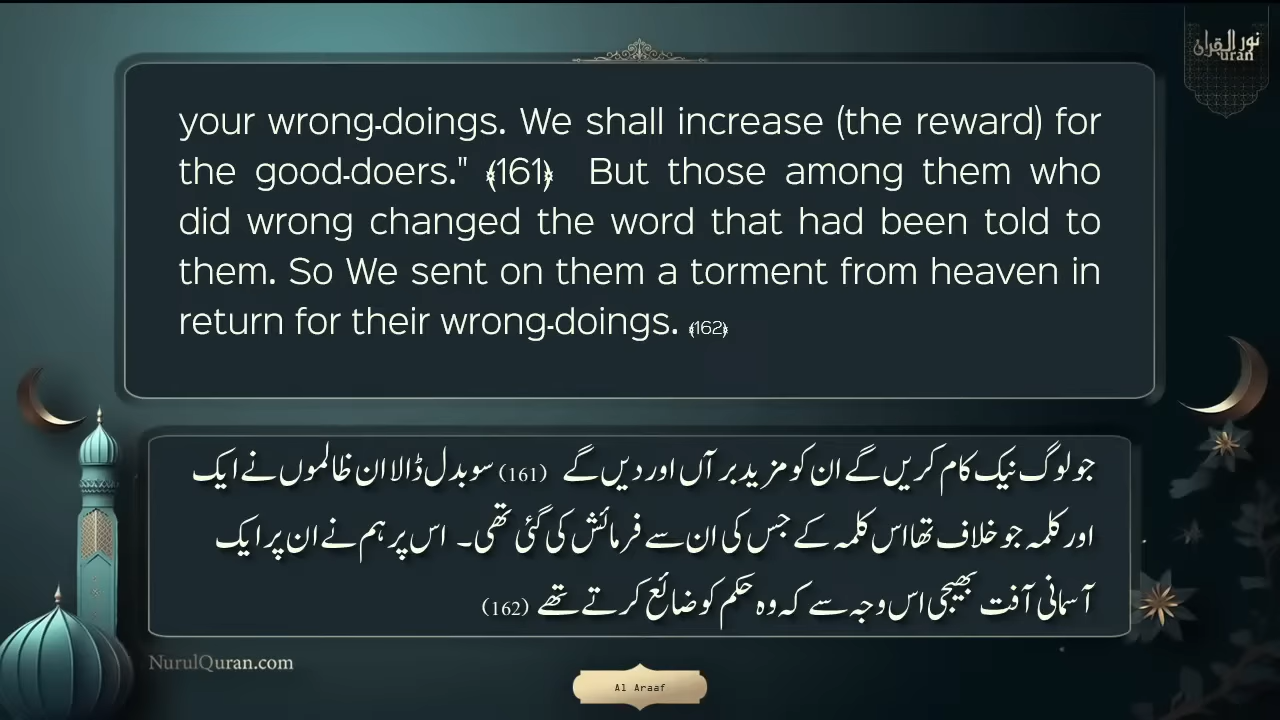 نور القران
uran
your wrong-doings. We shall increase (the reward) for
the good-doers." ﴾161﴿ But those among them who
did wrong changed the word that had been told to
them. So We sent on them a torment from heaven in
return for their wrong-doings. ﴾162﴿
جو لوگ نیک کام کریں گے ان کو مزید بر آں اور دیں گے (161) سو بدل ڈالا ان ظالموں نے ایک
اور کلمہ جو خلاف تھا اس کلمہ کے جس کی ان سے فرمائش کی گئی تھی۔ اس پر ہم نے ان پر ایک
آسمانی آفت بھیجی اس وجہ سے کہ وہ حکم کو ضائع کرتے تھے (162)
NurulQuran.com
Al Araaf